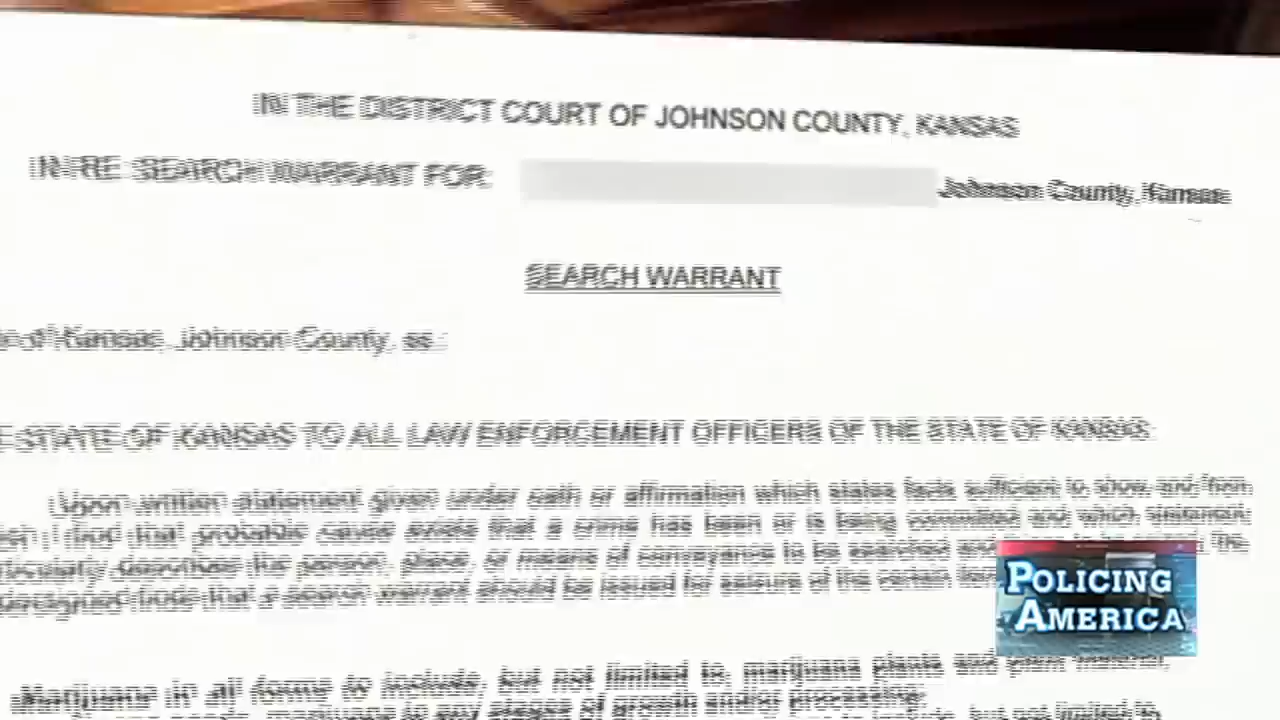 IN THE DISTRICT COURT OF JOHNSON COUNTY, KANSAS
IN RE SEARCH WARRANT FOR: Johnson County, Kansas
SEARCH WARRANT
of Kansas, Johnson County, ss:
STATE OF KANSAS TO ALL LAW ENFORCEMENT OFFICERS OF THE STATE OF KANSAS:
Upon written statement given under oath or affirmation which states facts sufficient to show and from
I find that probable cause exists that a crime has been or is being committed and which statement
describes the person, place, or means of conveyance to be searched the
finds that a search warrant should be issued for seizure of the certain
Marijuana in all forms to include, but not limited to, marijuana plants and plant material,
marijuana in any stages of growth and/or processing;
but not limited to
POLICING
AMERICA